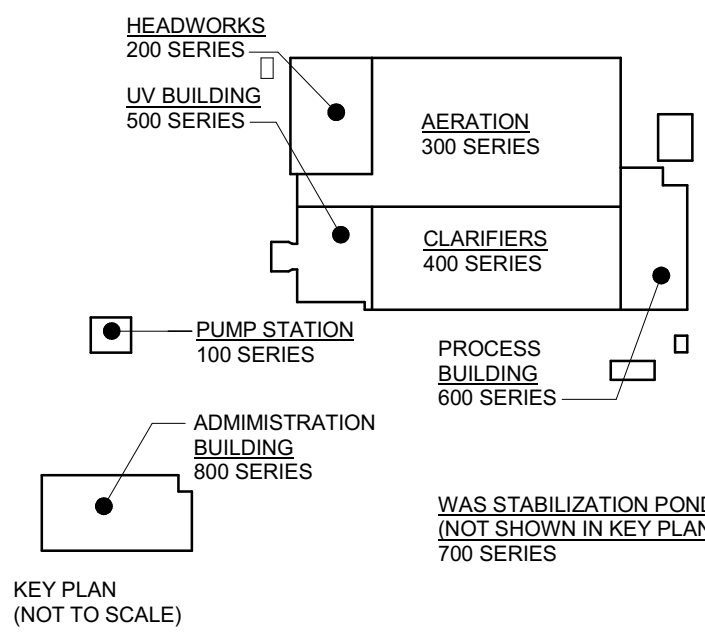 HEADWORKS
200 SERIES
UV BUILDING
500 SERIES
AERATION
300 SERIES
CLARIFIERS
400 SERIES
PUMP STATION
100 SERIES
PROCESS
BUILDING
600 SERIES
ADMIMISTRATION
BUILDING
800 SERIES
WAS STABILIZATION POND
(NOT SHOWN IN KEY PLAN
700 SERIES
KEY PLAN
(NOT TO SCALE)